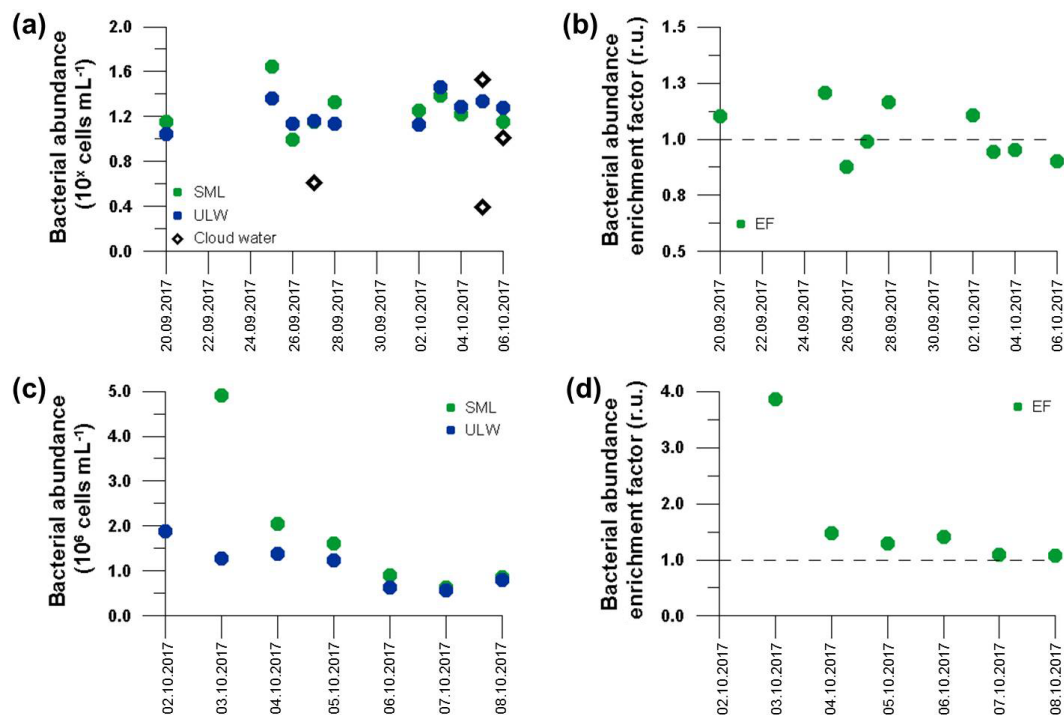 (a)
Bacterial abundance
(10ˣ cells mL⁻¹)
2.0
1.6
1.2
0.8
0.4
0.0
SML
ULW
Cloud water
20.09.2017
22.09.2017
24.09.2017
26.09.2017
28.09.2017
30.09.2017
02.10.2017
04.10.2017
06.10.2017
(b)
Bacterial abundance
enrichment factor (r.u.)
1.5
1.3
1.0
0.8
0.5
EF
20.09.2017
22.09.2017
24.09.2017
26.09.2017
28.09.2017
30.09.2017
02.10.2017
04.10.2017
06.10.2017
(c)
Bacterial abundance
(10⁶ cells mL⁻¹)
5.0
4.0
3.0
2.0
1.0
0.0
SML
ULW
02.10.2017
03.10.2017
04.10.2017
05.10.2017
06.10.2017
07.10.2017
08.10.2017
(d)
Bacterial abundance
enrichment factor (r.u.)
4.0
3.0
2.0
1.0
0.0
EF
02.10.2017
03.10.2017
04.10.2017
05.10.2017
06.10.2017
07.10.2017
08.10.2017